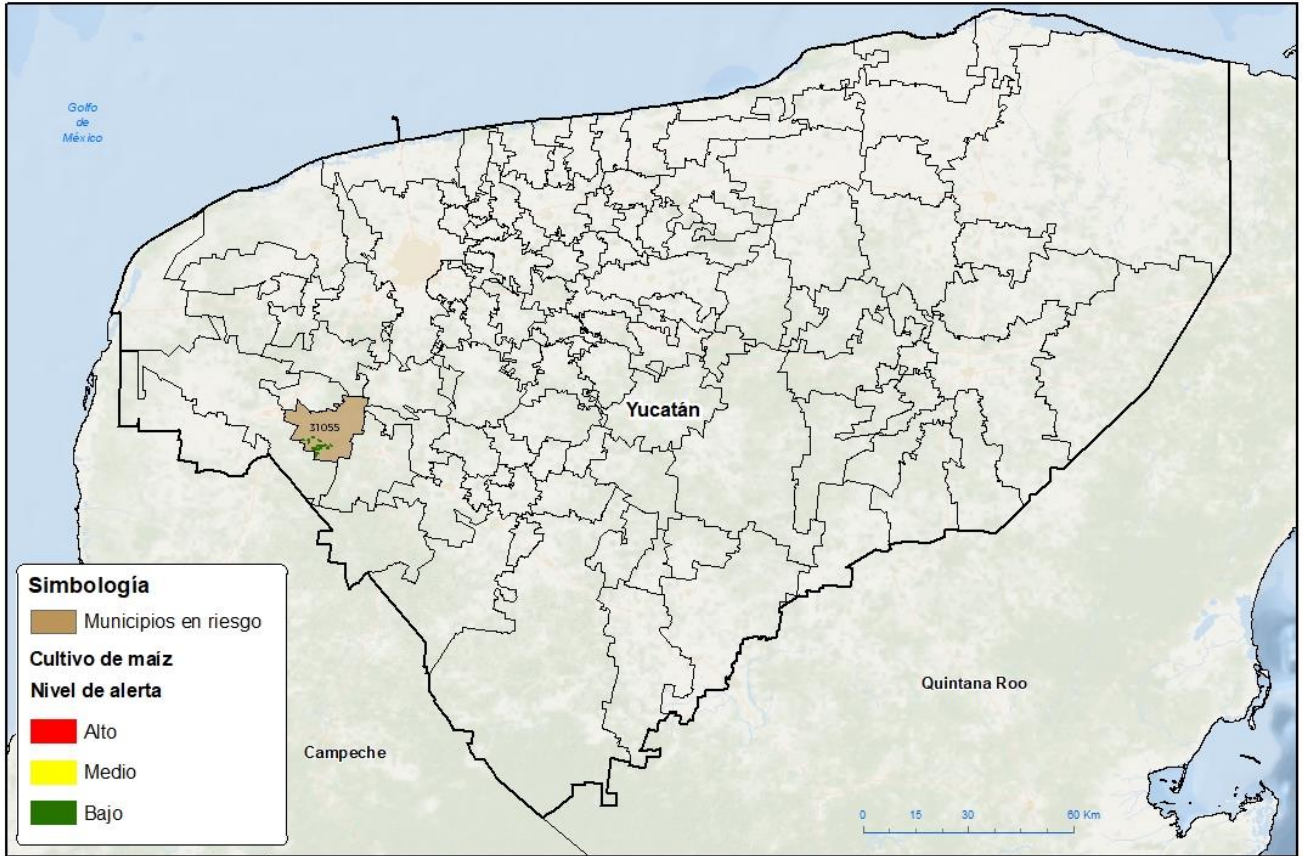 Golfo
de
México
31055
Yucatán
Simbología
Municipios en riesgo
Cultivo de maíz
Nivel de alerta
Alto
Medio
Bajo
Campeche
Quintana Roo
0 15 30 60 Km